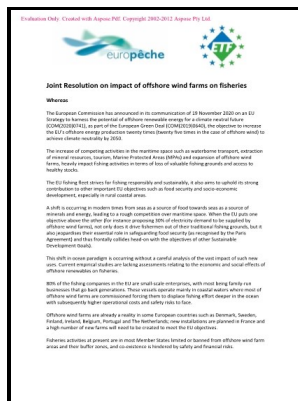 Evaluation Only. Created with Aspose.Pdf. Copyright 2002-2012 Aspose Pty Ltd.
europêche
ETF
Joint Resolution on impact of offshore wind farms on fisheries
Whereas
The European Commission has announced in its communication of 19 November 2020 on an EU
Strategy to harness the potential of offshore renewable energy for a climate neutral future
(COM(2020)0741), as part of the European Green Deal (COM(2019)0640), the objective to increase
the EU's offshore energy production twenty times (twenty five times in the case of offshore wind) to
achieve climate neutrality by 2050.
The increase of competing activities in the maritime space such as waterborne transport, extraction
of mineral resources, tourism, Marine Protected Areas (MPAs) and expansion of offshore wind
farms, heavily impact fishing activities in terms of loss of valuable fishing grounds and access to
healthy stocks.
The EU fishing fleet strives for fishing responsibly and sustainably, it also aims to uphold its strong
contribution to other important EU objectives such as food security and socio-economic
development, especially in rural coastal areas.
A shift is occurring in modern times from seas as a source of food towards seas as a source of
minerals and energy, leading to a rough competition over maritime space. When the EU puts one
objective above the other (for instance proposing 30% of electricity demand to be supplied by
offshore wind farms), not only does it drive fishermen out of their traditional fishing grounds, but it
also jeopardises their essential role in safeguarding food security (as recognised by the Paris
Agreement) and thus frontally collides head-on with the objectives of other Sustainable
Development Goals).
This shift in ocean paradigm is occurring without a careful analysis of the vast impact of such new
uses. Current empirical studies are lacking assessments relating to the economic and social effects of
offshore renewables on fisheries.
80% of the fishing companies in the EU are small-scale enterprises, with most being family run
businesses that go back generations. These vessels operate mainly in coastal waters where most of
offshore wind farms are commissioned forcing them to displace fishing effort deeper in the ocean
with subsequently higher operational costs and safety risks to face.
Offshore wind farms are already a reality in some European countries such as Denmark, Sweden,
Finland, Ireland, Belgium, Portugal and The Netherlands; new installations are planned in France and
a high number of new farms will need to be created to meet the EU objectives.
Fisheries activities at present are in most Member States limited or banned from offshore wind farm
areas and their buffer zones, and co-existence is hindered by safety and financial risks.